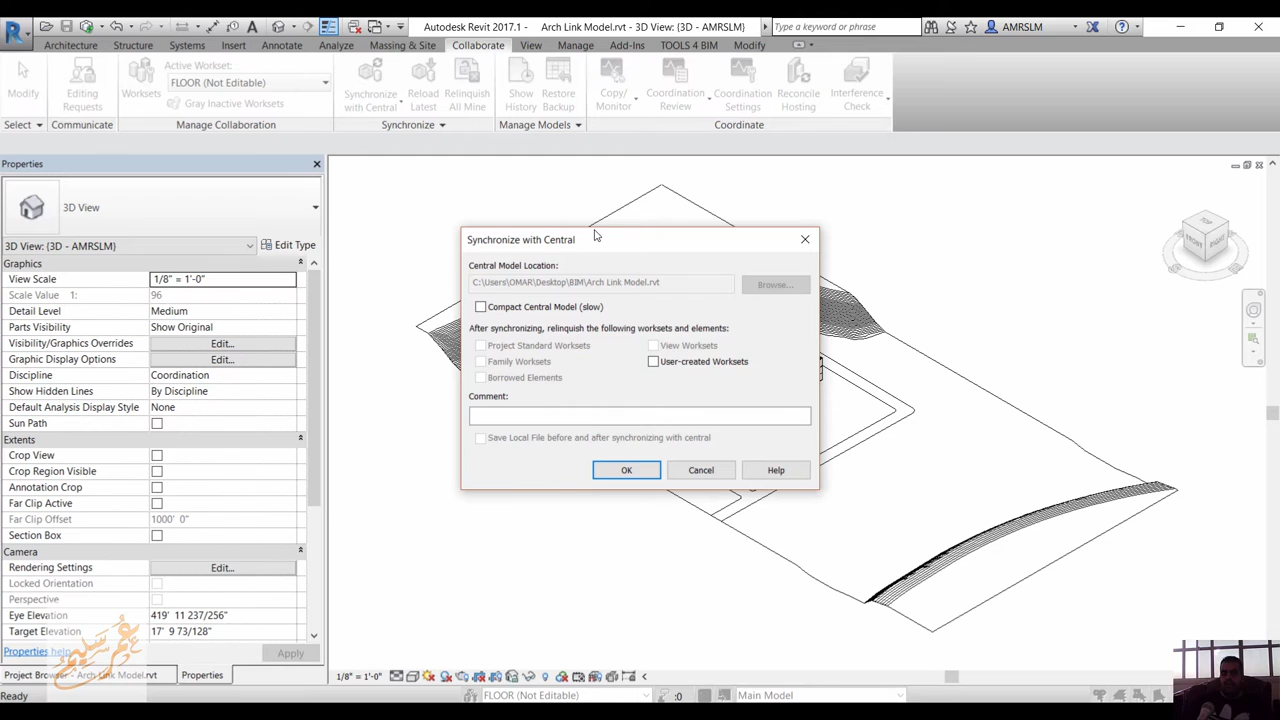 Autodesk Revit 2017.1 - Arch Link Model.rvt - 3D View: (3D - AMRSLM)
Type a keyword or phrase
AMRSLM
Architecture Structure Systems Insert Annotate Analyze Massing & Site Collaborate View Manage Add-Ins TOOLS 4 BIM Modify
Modify
Editing Requests
Worksets
Active Workset:
FLOOR (Not Editable)
Gray Inactive Worksets
Synchronize with Central
Reload Latest
Relinquish All Mine
Show History
Restore Backup
Copy/ Monitor
Coordination Review
Coordination Settings
Reconcile Hosting
Interference Check
Select Communicate Manage Collaboration Synchronize Manage Models Coordinate
Properties
3D View
3D View: (3D - AMRSLM) Edit Type
Graphics
View Scale 1/8" = 1'-0"
Scale Value 1: 96
Detail Level Medium
Parts Visibility Show Original
Visibility/Graphics Overrides Edit...
Graphic Display Options Edit...
Discipline Coordination
Show Hidden Lines By Discipline
Default Analysis Display Style None
Sun Path
Extents
Crop View
Crop Region Visible
Annotation Crop
Far Clip Active
Far Clip Offset 1000' 0"
Section Box
Camera
Rendering Settings Edit...
Locked Orientation
Perspective
Eye Elevation 419' 11 237/256"
Target Elevation 17' 9 73/128"
Properties help Apply
Project Browser - Arch Link Model.rvt Properties
Ready
Synchronize with Central
Central Model Location:
C:\Users\OMAR\Desktop\BIM\Arch Link Model.rvt Browse...
Compact Central Model (slow)
After synchronizing, relinquish the following worksets and elements:
Project Standard Worksets View Worksets
Family Worksets User-created Worksets
Borrowed Elements
Comment:
Save Local File before and after synchronizing with central
OK Cancel Help
TOP
FRONT RIGHT
1/8" = 1'-0"
FLOOR (Not Editable) :0 Main Model
عمر سليم